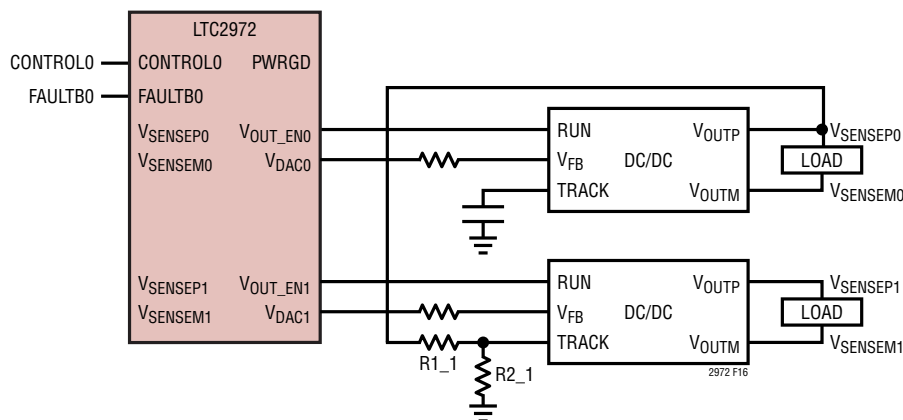 LTC2972
CONTROL0 CONTROL0 PWRGD
FAULTB0 FAULTB0
VSENSEP0 VOUT_EN0 RUN VOUTP VSENSEP0
VSENSEM0 VDAC0 VFB DC/DC LOAD
TRACK VOUTM VSENSEM0
VSENSEP1 VOUT_EN1 RUN VOUTP VSENSEP1
VSENSEM1 VDAC1 VFB DC/DC LOAD
TRACK VOUTM VSENSEM1
R1_1
R2_1
2972 F16